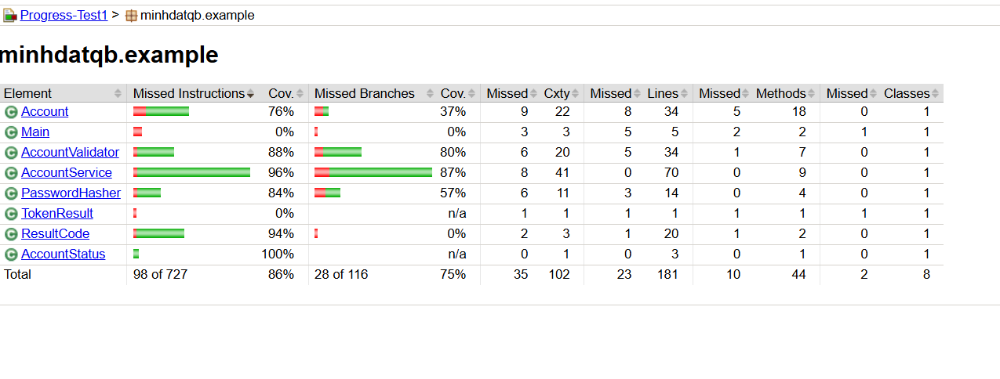 Progress-Test1 > minhdatqb.example
minhdatqb.example
Element Missed Instructions Cov. Missed Branches Cov. Missed Cxty Missed Lines Missed Methods Missed Classes
Account 76% 37% 9 22 8 34 5 18 0 1
Main 0% 0% 3 3 5 5 2 2 1 1
AccountValidator 88% 80% 6 20 5 34 1 7 0 1
AccountService 96% 87% 8 41 0 70 0 9 0 1
PasswordHasher 84% 57% 6 11 3 14 0 4 0 1
TokenResult 0% n/a 1 1 1 1 1 1 1 1
ResultCode 94% 0% 2 3 1 20 1 2 0 1
AccountStatus 100% n/a 0 1 0 3 0 1 0 1
Total 98 of 727 86% 28 of 116 75% 35 102 23 181 10 44 2 8